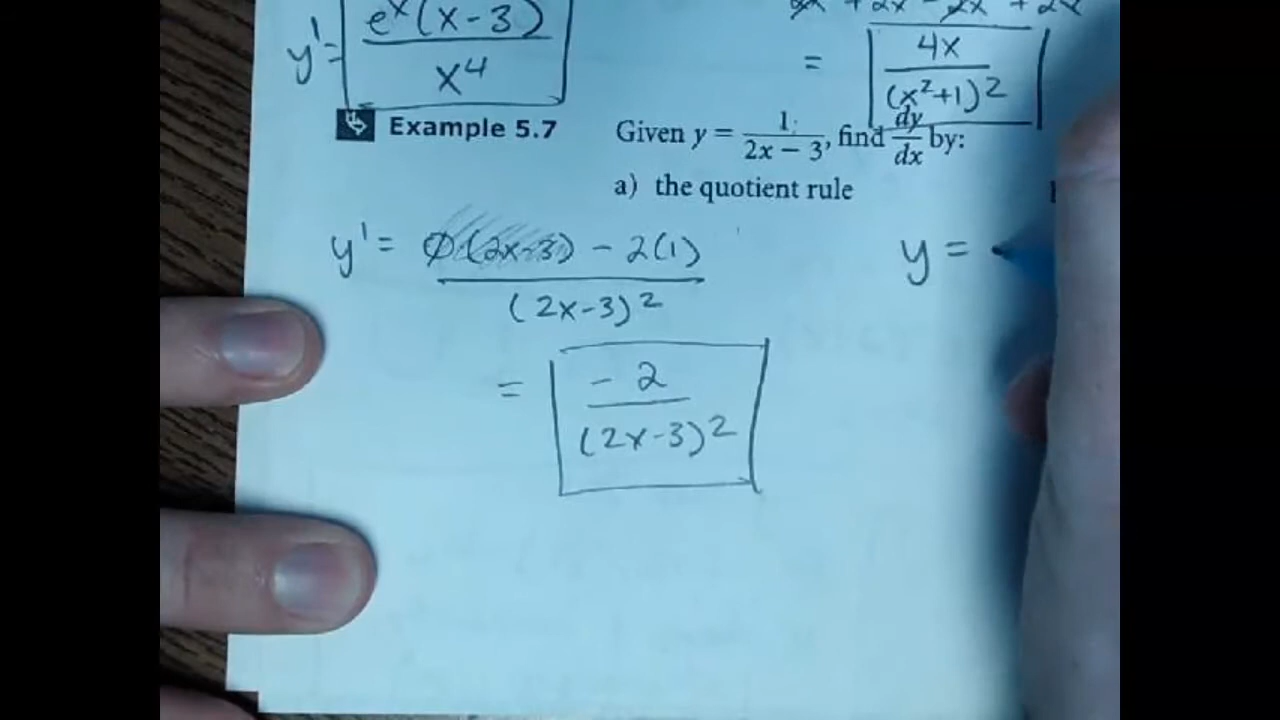 y' = e^x(x-3) / x^4
= 4x / (x²+1)²
Example 5.7 Given y = 1 / 2x − 3, find dy/dx by:
a) the quotient rule
y' = 0(2x-3) - 2(1) / (2x-3)²
y =
= -2 / (2x-3)²